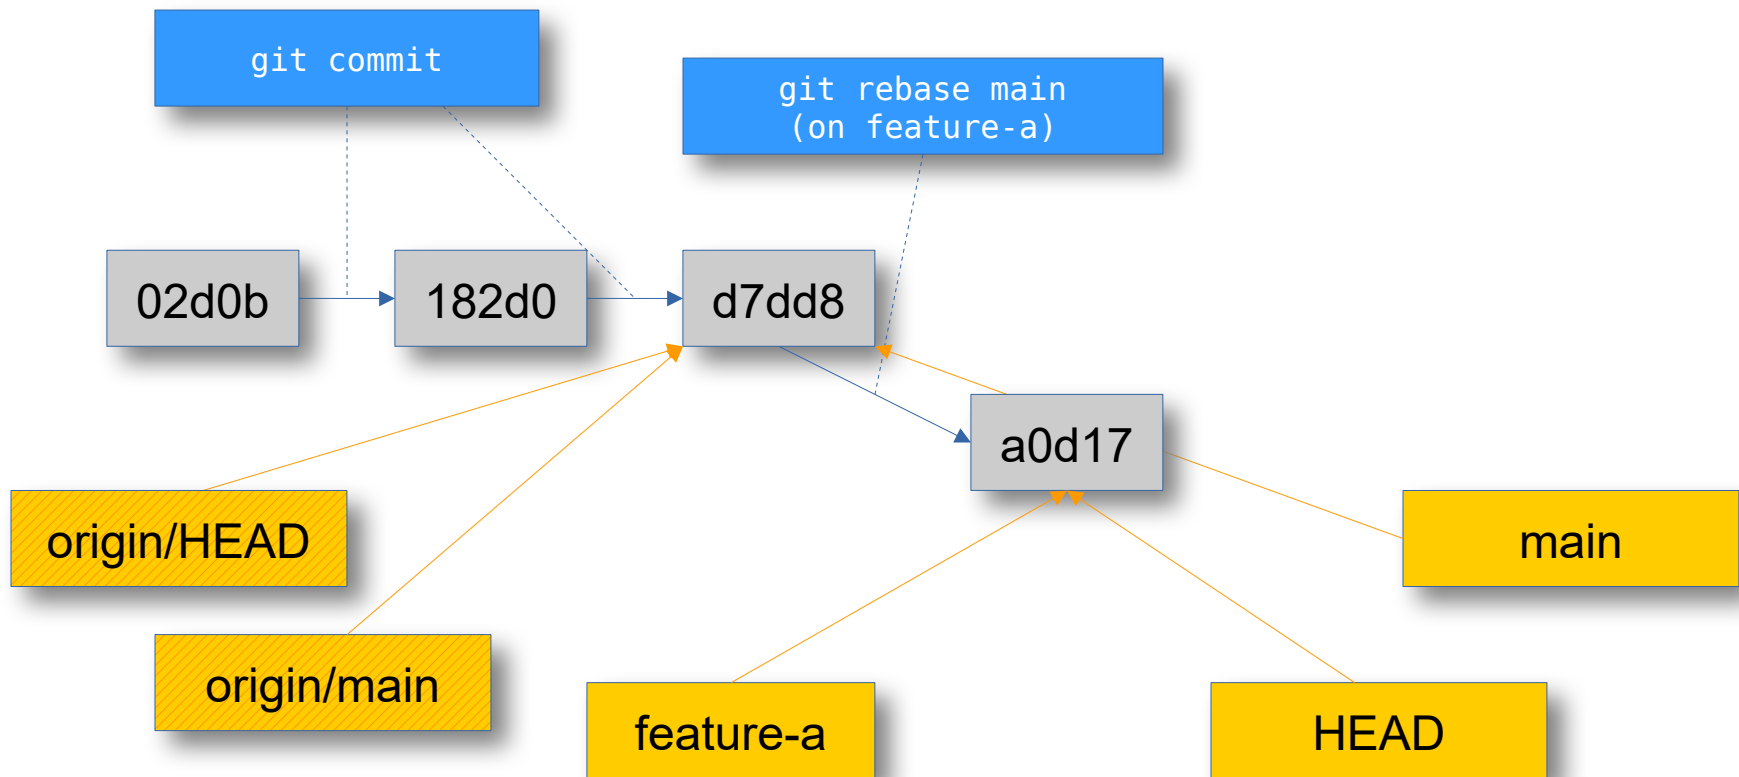 git commit
git rebase main
(on feature-a)
02d0b
182d0
d7dd8
a0d17
origin/HEAD
main
origin/main
feature-a
HEAD